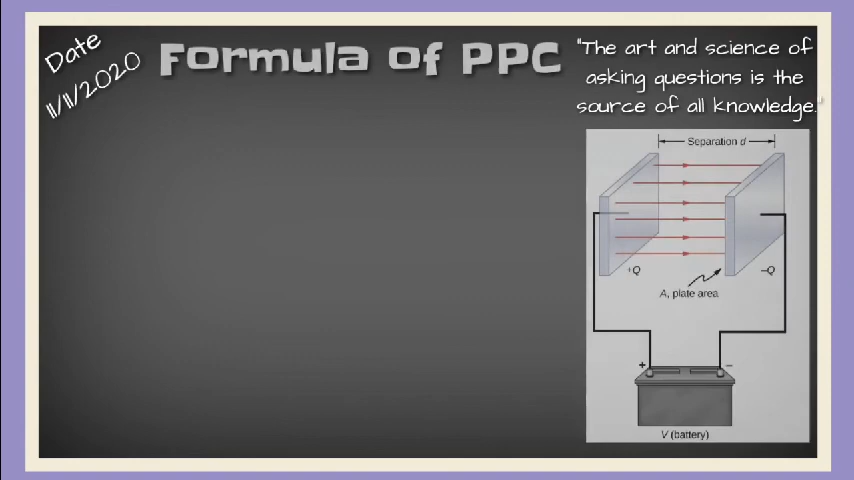 Date
11/11/2020
Formula of PPC
"The art and science of
asking questions is the
source of all knowledge."
Separation d
+Q
–Q
A, plate area
+
–
V (battery)